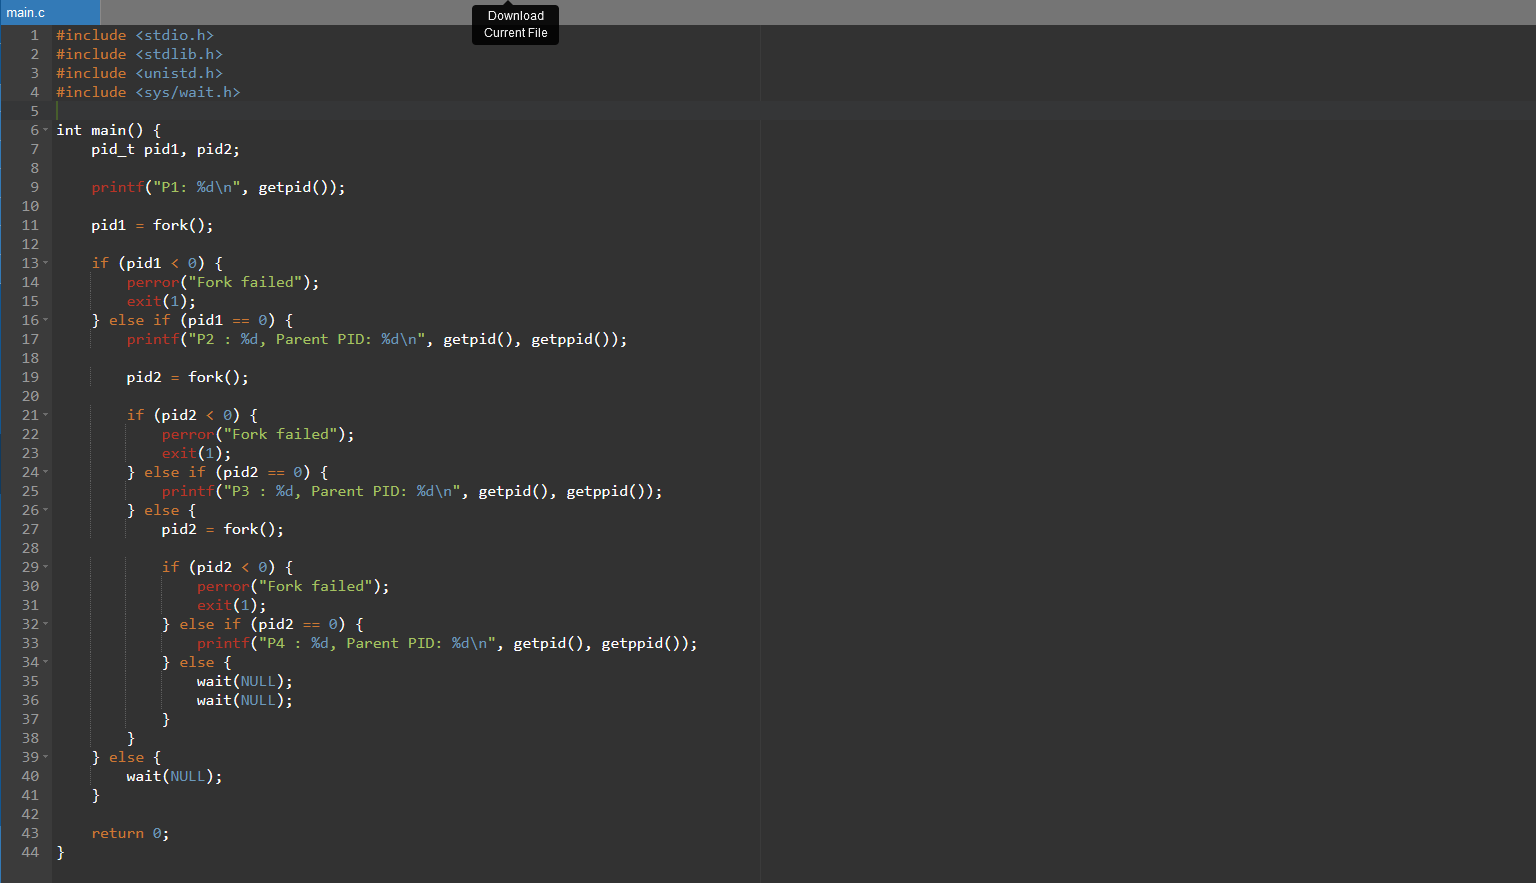 main.c
Download
Current File
1 #include <stdio.h>
2 #include <stdlib.h>
3 #include <unistd.h>
4 #include <sys/wait.h>
5
6 int main() {
7     pid_t pid1, pid2;
8
9     printf("P1: %d\n", getpid());
10
11     pid1 = fork();
12
13     if (pid1 < 0) {
14         perror("Fork failed");
15         exit(1);
16     } else if (pid1 == 0) {
17         printf("P2 : %d, Parent PID: %d\n", getpid(), getppid());
18
19         pid2 = fork();
20
21         if (pid2 < 0) {
22             perror("Fork failed");
23             exit(1);
24         } else if (pid2 == 0) {
25             printf("P3 : %d, Parent PID: %d\n", getpid(), getppid());
26         } else {
27             pid2 = fork();
28
29             if (pid2 < 0) {
30                 perror("Fork failed");
31                 exit(1);
32             } else if (pid2 == 0) {
33                 printf("P4 : %d, Parent PID: %d\n", getpid(), getppid());
34             } else {
35                 wait(NULL);
36                 wait(NULL);
37             }
38         }
39     } else {
40         wait(NULL);
41     }
42
43     return 0;
44 }